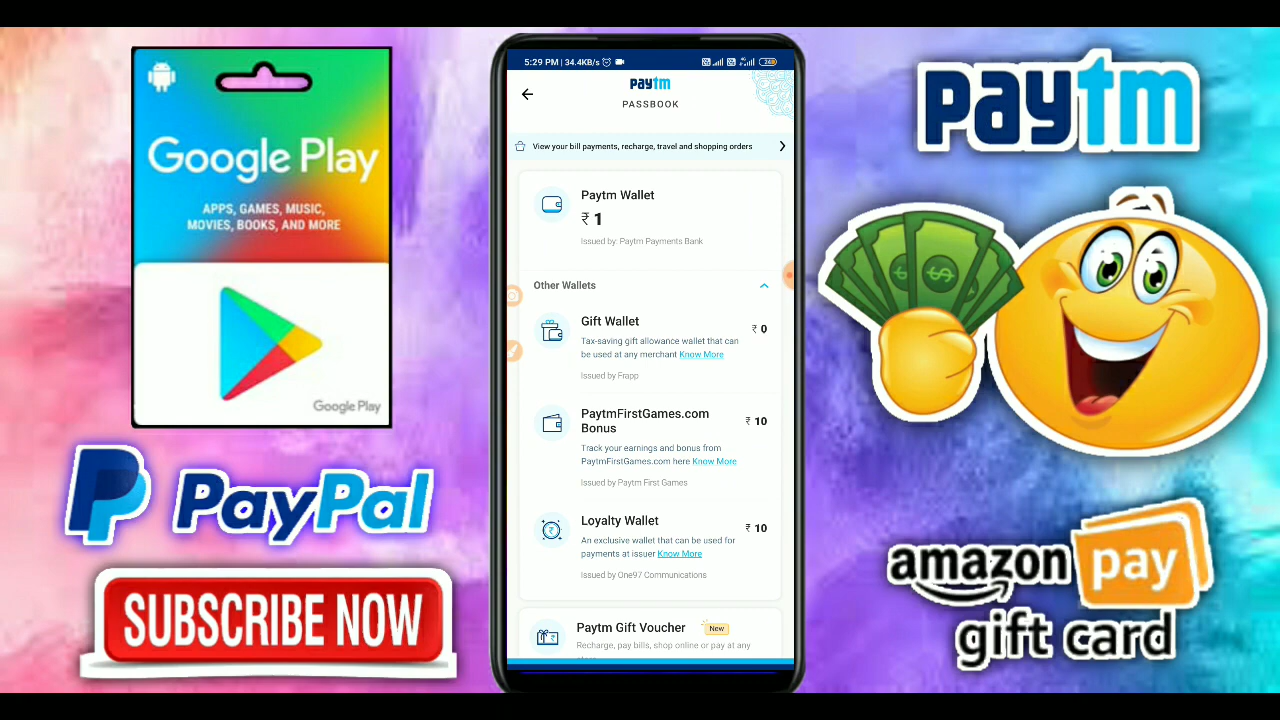 Google Play
APPS, GAMES, MUSIC,
MOVIES, BOOKS, AND MORE
Google Play
PayPal
SUBSCRIBE NOW
5:29 PM | 34.4KB/s
24
paytm
PASSBOOK
View your bill payments, recharge, travel and shopping orders
Paytm Wallet
₹ 1
Issued by: Paytm Payments Bank
Other Wallets
Gift Wallet
₹ 0
Tax-saving gift allowance wallet that can
be used at any merchant Know More
Issued by Frapp
PaytmFirstGames.com
Bonus
₹ 10
Track your earnings and bonus from
PaytmFirstGames.com here Know More
Issued by Paytm First Games
Loyalty Wallet
₹ 10
An exclusive wallet that can be used for
payments at issuer Know More
Issued by One97 Communications
Paytm Gift Voucher
New
Recharge, pay bills, shop online or pay at any
paytm
amazon pay
gift card